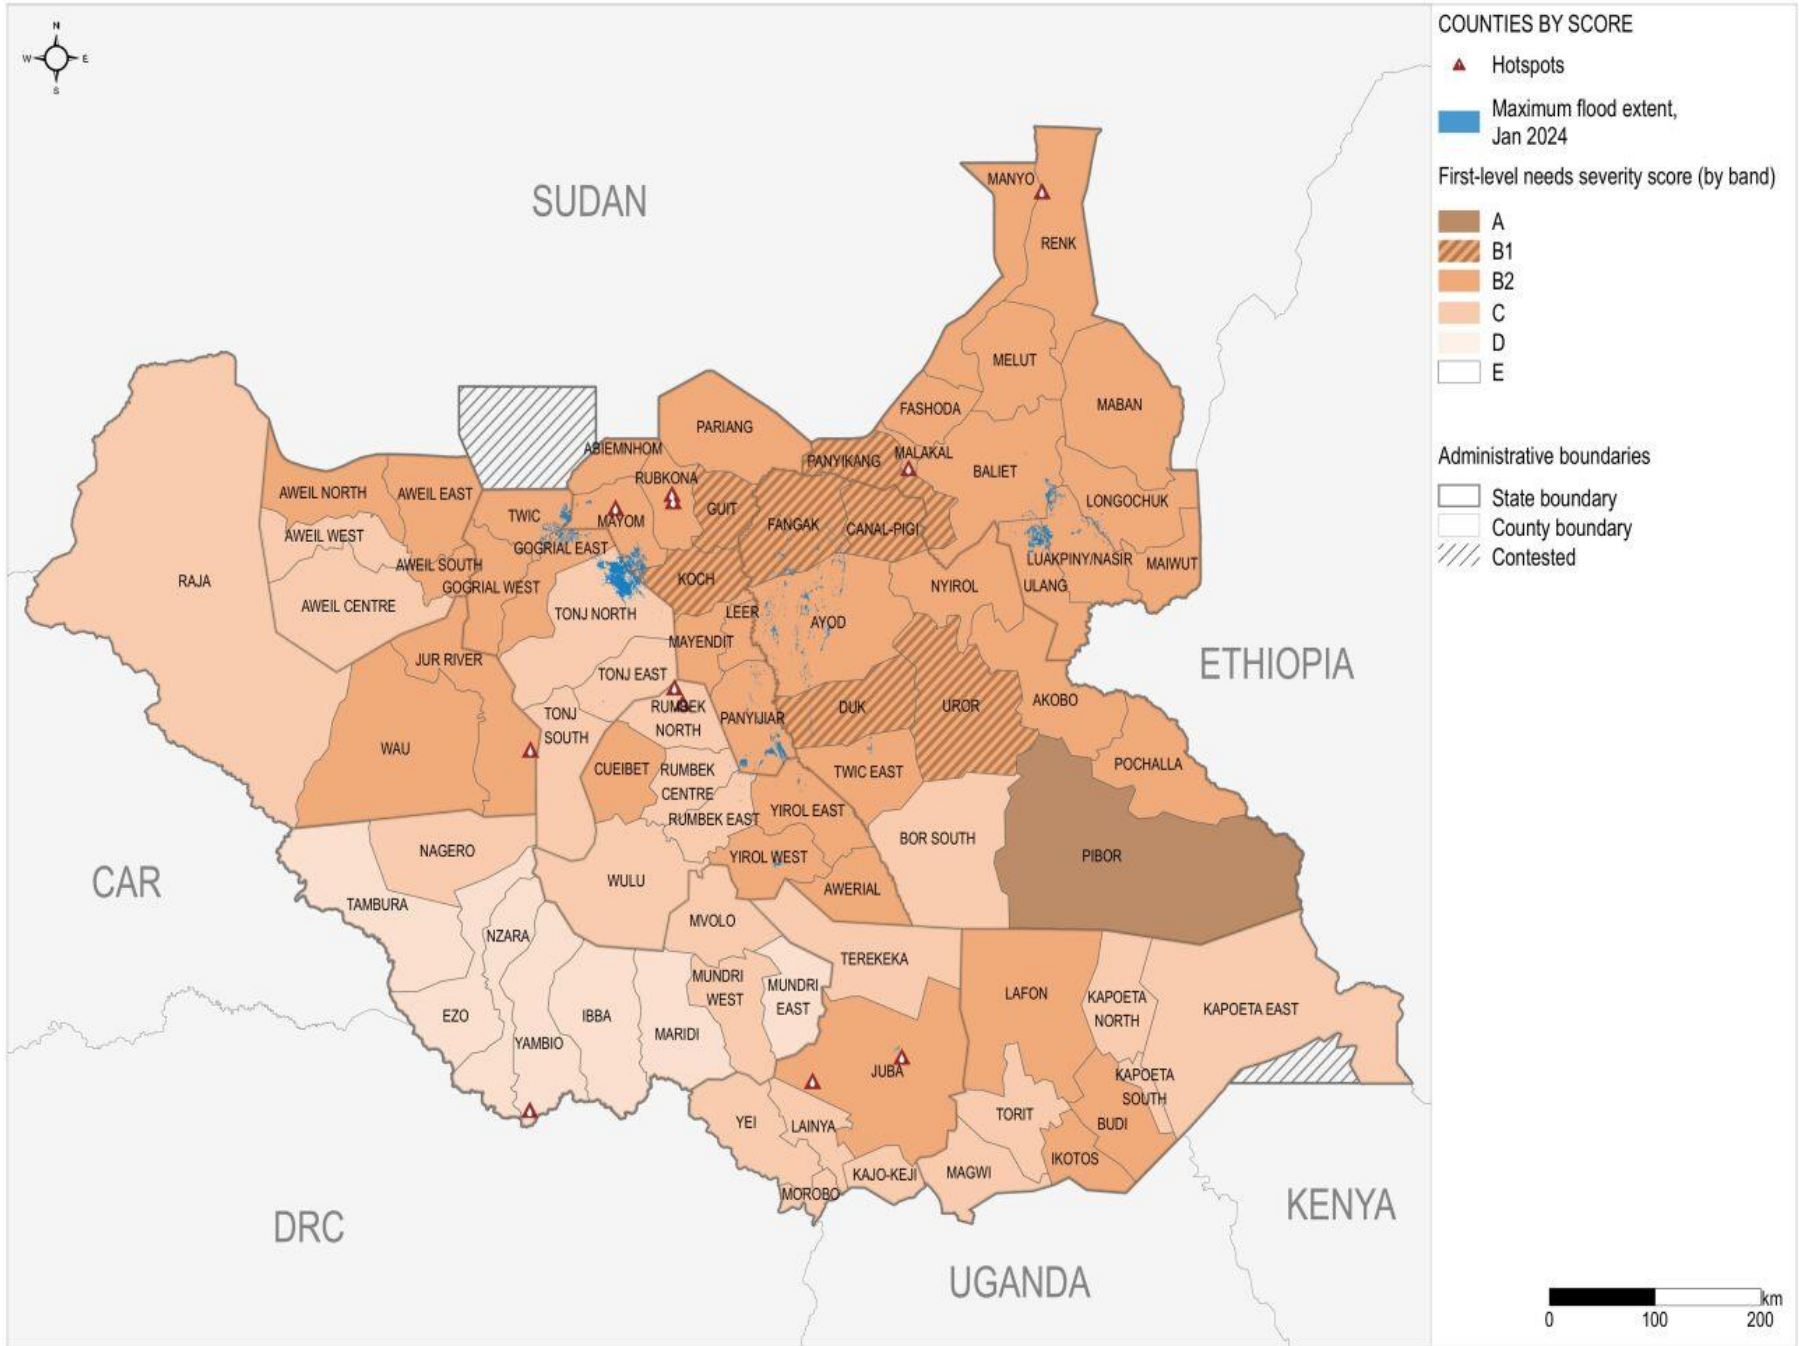 N
W E
S
SUDAN
MANYO
RENK
MELUT
MABAN
FASHODA
PARIANG
ABIEMNHOM
PANYIKANG
MALAKAL
BALIET
RUBKONA
AWEIL NORTH
AWEIL EAST
TWIC
MAYOM
GUIT
FANGAK
CANAL-PIGI
LONGOCHUK
AWEIL WEST
GOGRIAL EAST
AWEIL SOUTH
GOGRIAL WEST
RAJA
AWEIL CENTRE
KOCH
NYIROL
ULANG
LUAKPINY/NASIR
MAIWUT
TONJ NORTH
LEER
AYOD
MAYENDIT
JUR RIVER
TONJ EAST
ETHIOPIA
RUMBEK
NORTH
PANYIJIAR
DUK
UROR
AKOBO
TONJ
SOUTH
WAU
CUEIBET
RUMBEK
CENTRE
TWIC EAST
POCHALLA
RUMBEK EAST
YIROL EAST
BOR SOUTH
PIBOR
NAGERO
YIROL WEST
CAR
WULU
AWERIAL
TAMBURA
MVOLO
NZARA
TEREKEKA
MUNDRI
WEST
MUNDRI
EAST
LAFON
KAPOETA
NORTH
KAPOETA EAST
EZO
IBBA
YAMBIO
MARIDI
JUBA
KAPOETA
SOUTH
YEI
LAINYA
TORIT
BUDI
IKOTOS
KAJO-KEJI
MAGWI
MOROBO
DRC
KENYA
UGANDA
COUNTIES BY SCORE
Hotspots
Maximum flood extent,
Jan 2024
First-level needs severity score (by band)
A
B1
B2
C
D
E
Administrative boundaries
State boundary
County boundary
Contested
km
0 100 200